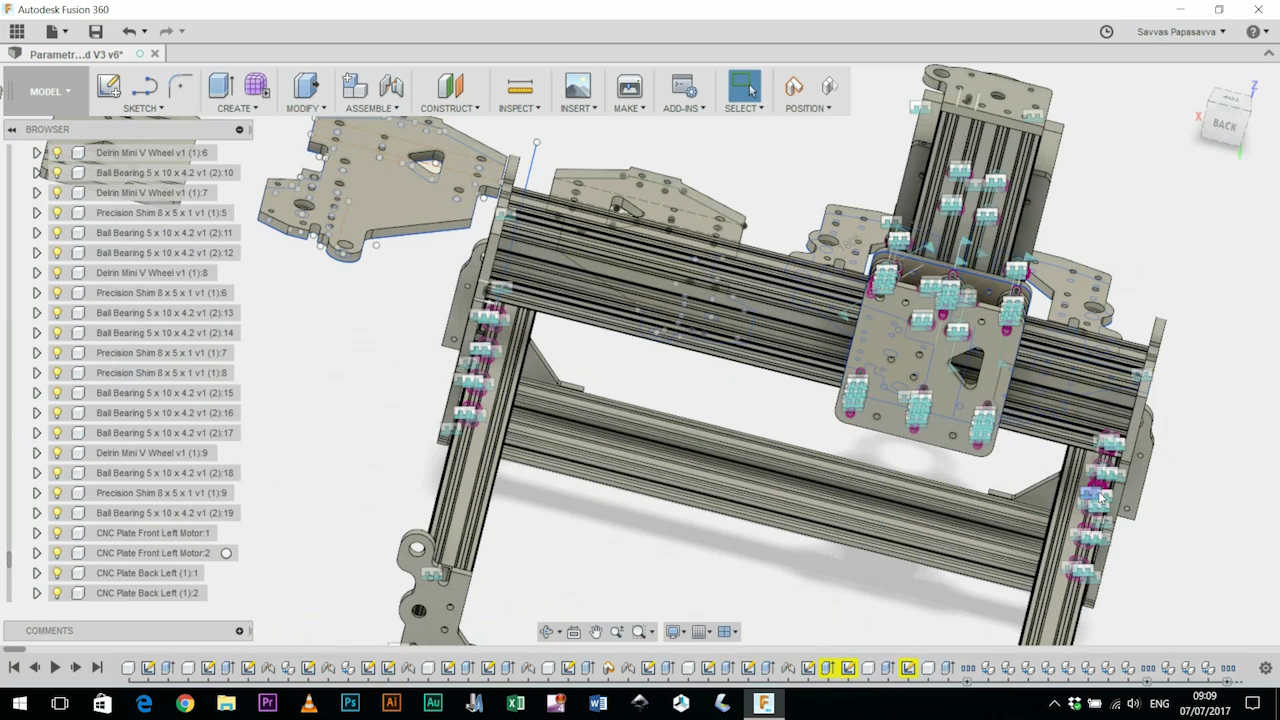 Autodesk Fusion 360
Savvas Papasavva
Parametr...d V3 v6*
MODEL
SKETCH
CREATE
MODIFY
ASSEMBLE
CONSTRUCT
INSPECT
INSERT
MAKE
ADD-INS
SELECT
POSITION
BROWSER
Z
X
BACK
Delrin Mini V Wheel v1 (1):6
Ball Bearing 5 x 10 x 4.2 v1 (2):10
Delrin Mini V Wheel v1 (1):7
Precision Shim 8 x 5 x 1 v1 (1):5
Ball Bearing 5 x 10 x 4.2 v1 (2):11
Ball Bearing 5 x 10 x 4.2 v1 (2):12
Delrin Mini V Wheel v1 (1):8
Precision Shim 8 x 5 x 1 v1 (1):6
Ball Bearing 5 x 10 x 4.2 v1 (2):13
Ball Bearing 5 x 10 x 4.2 v1 (2):14
Precision Shim 8 x 5 x 1 v1 (1):7
Precision Shim 8 x 5 x 1 v1 (1):8
Ball Bearing 5 x 10 x 4.2 v1 (2):15
Ball Bearing 5 x 10 x 4.2 v1 (2):16
Ball Bearing 5 x 10 x 4.2 v1 (2):17
Delrin Mini V Wheel v1 (1):9
Ball Bearing 5 x 10 x 4.2 v1 (2):18
Precision Shim 8 x 5 x 1 v1 (1):9
Ball Bearing 5 x 10 x 4.2 v1 (2):19
CNC Plate Front Left Motor:1
CNC Plate Front Left Motor:2
CNC Plate Back Left (1):1
CNC Plate Back Left (1):2
COMMENTS
ENG
09:09
07/07/2017